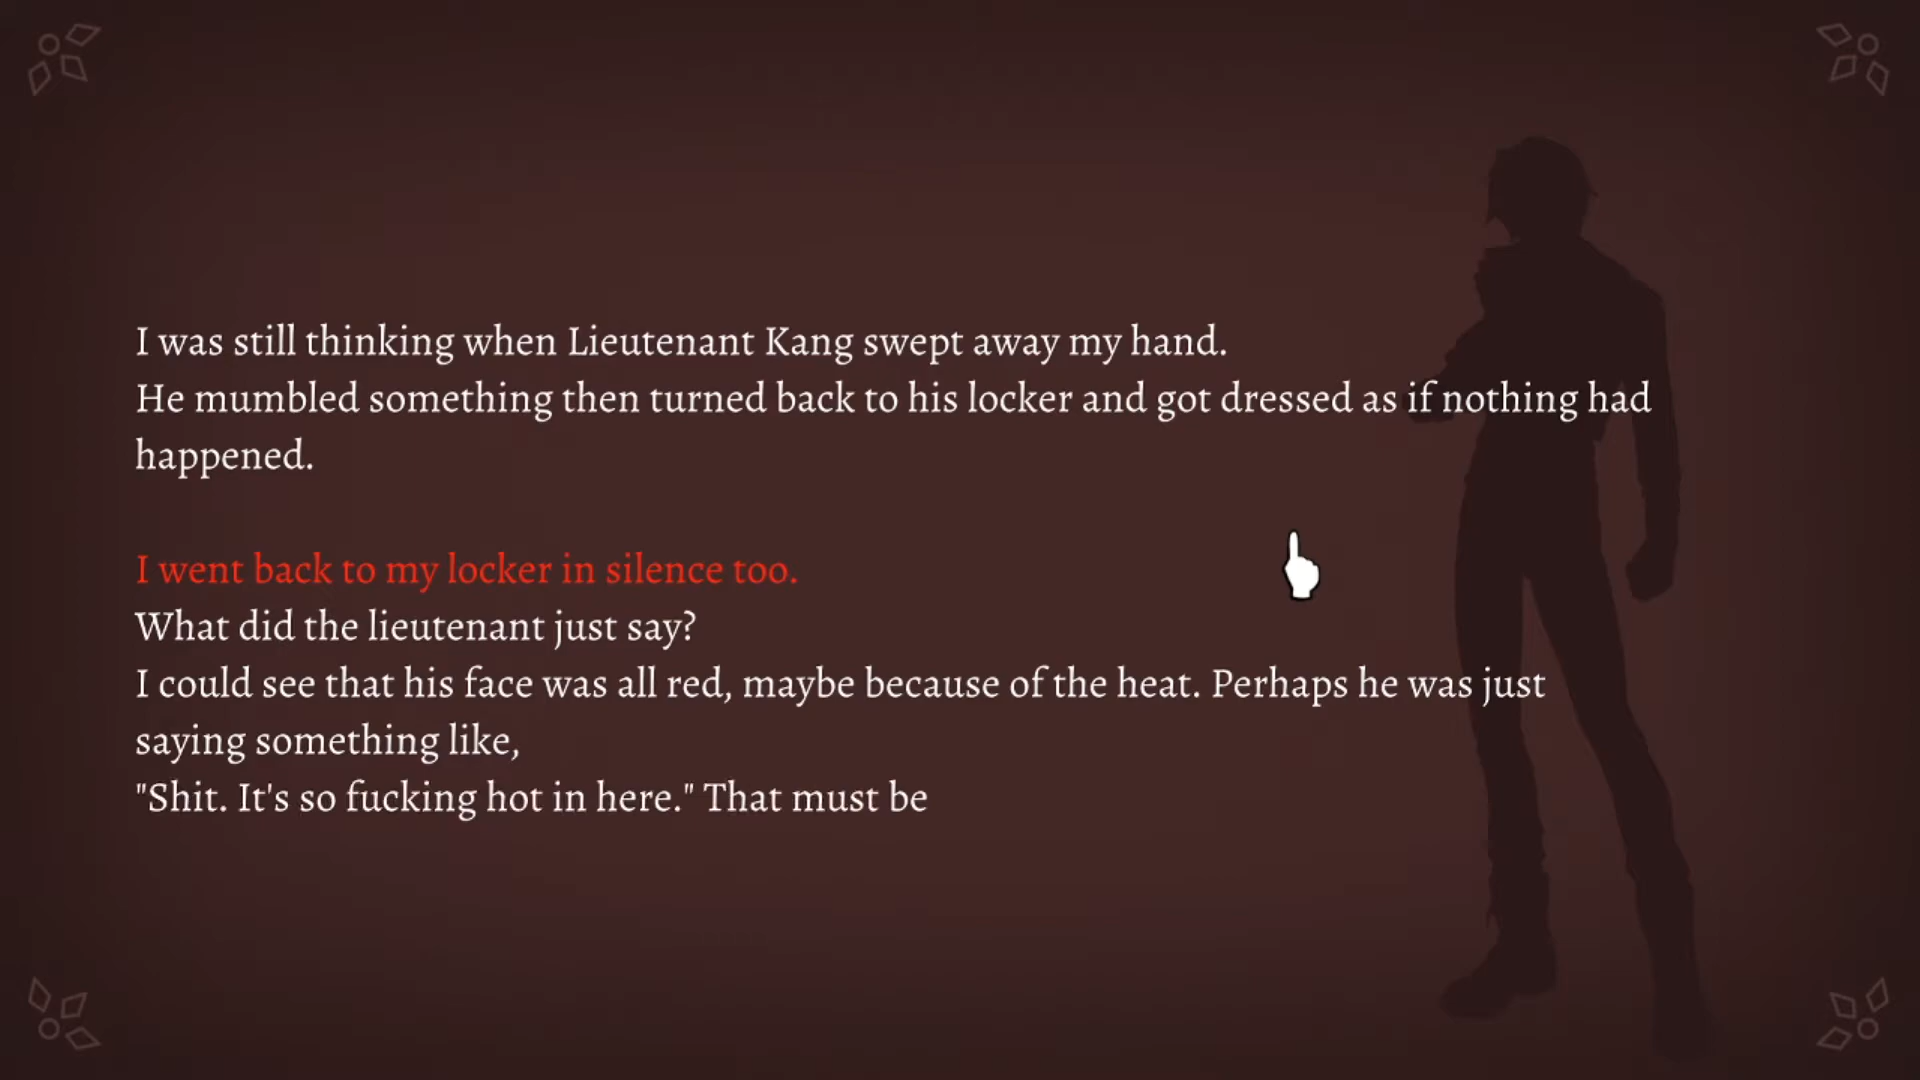 I was still thinking when Lieutenant Kang swept away my hand.
He mumbled something then turned back to his locker and got dressed as if nothing had
happened.
I went back to my locker in silence too.
What did the lieutenant just say?
I could see that his face was all red, maybe because of the heat. Perhaps he was just
saying something like,
"Shit. It's so fucking hot in here." That must be